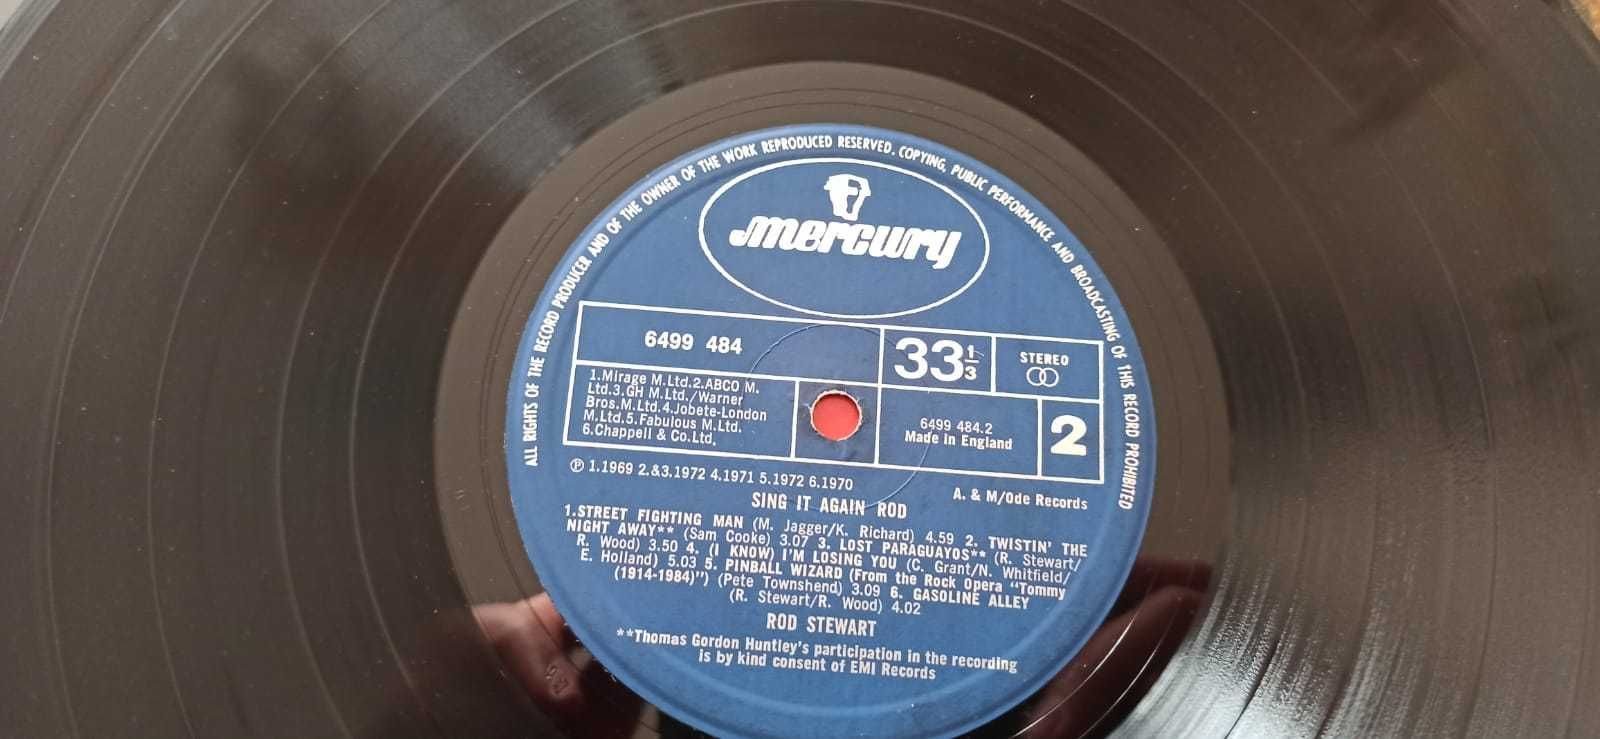 ALL RIGHTS OF THE RECORD PRODUCER AND OF THE OWNER OF THE WORK REPRODUCED RESERVED. COPYING, PUBLIC PERFORMANCE AND BROADCASTING OF THIS RECORD PROHIBITED
mercury
6499 484
33 1/3
STEREO
1.Mirage M.Ltd.2.ABCO M.
Ltd.3.GH M.Ltd./Warner
Bros.M.Ltd.4.Jobete-London
M.Ltd.5.Fabulous M.Ltd.
6.Chappell & Co.Ltd.
6499 484.2
Made in England
2
℗ 1.1969 2.&3.1972 4.1971 5.1972 6.1970
A. & M/Ode Records
SING IT AGAIN ROD
1.STREET FIGHTING MAN (M. Jagger/K. Richard) 4.59 2. TWISTIN' THE
NIGHT AWAY** (Sam Cooke) 3.07 3. LOST PARAGUAYOS** (R. Stewart/
R. Wood) 3.50 4. (I KNOW) I'M LOSING YOU (C. Grant/N. Whitfield/
E. Holland) 5.03 5. PINBALL WIZARD (From the Rock Opera "Tommy
(1914-1984)") (Pete Townshend) 3.09 6. GASOLINE ALLEY
(R. Stewart/R. Wood) 4.02
ROD STEWART
**Thomas Gordon Huntley's participation in the recording
is by kind consent of EMI Records